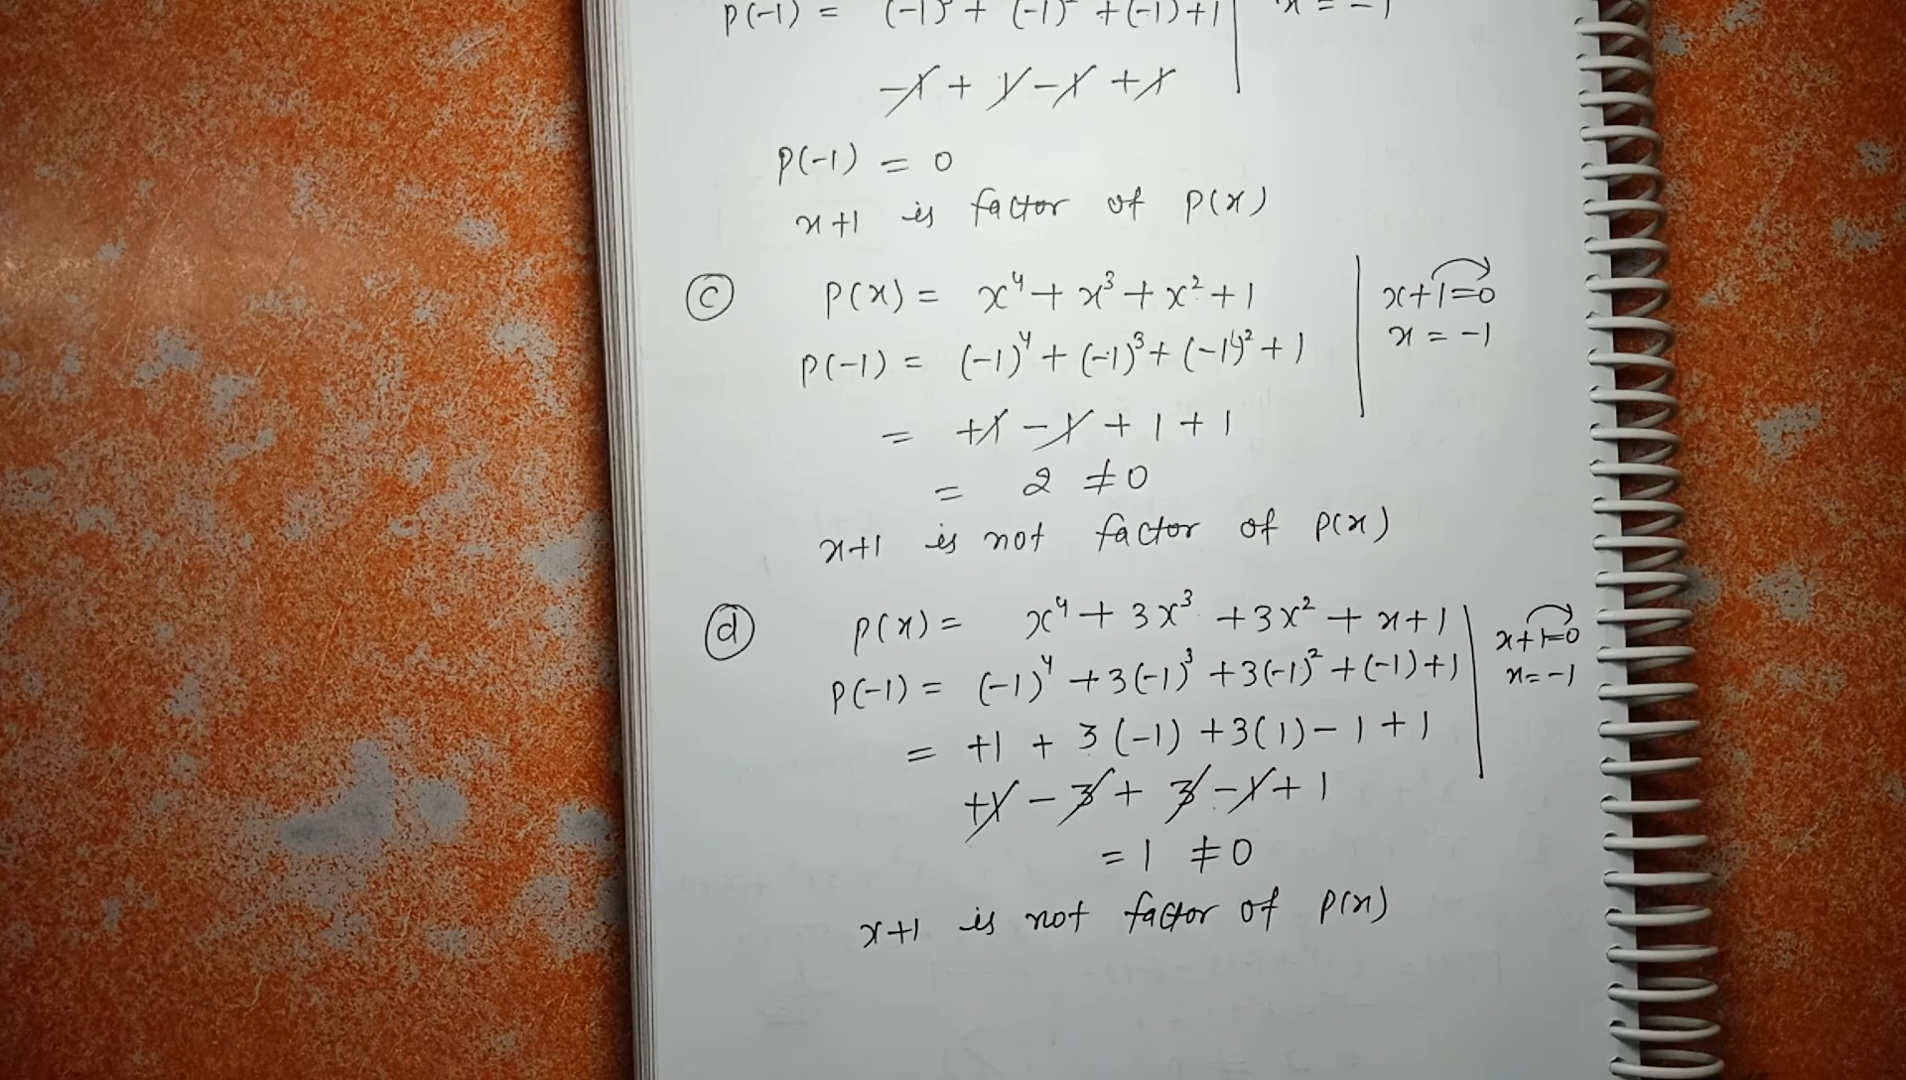 P(-1) = (-1)³ + (-1)² + (-1) + 1 | x = -1
-1 + 1 - 1 + 1
P(-1) = 0
x+1 is factor of P(x)
(c) P(x) = x⁴ + x³ + x² + 1 | x+1=0
P(-1) = (-1)⁴ + (-1)³ + (-1)² + 1 | x = -1
= +1 - 1 + 1 + 1
= 2 ≠ 0
x+1 is not factor of P(x)
(d) P(x) = x⁴ + 3x³ + 3x² + x + 1 | x+1=0
P(-1) = (-1)⁴ + 3(-1)³ + 3(-1)² + (-1) + 1 | x = -1
= +1 + 3(-1) + 3(1) - 1 + 1
+1 - 3 + 3 - 1 + 1
= 1 ≠ 0
x+1 is not factor of P(x)